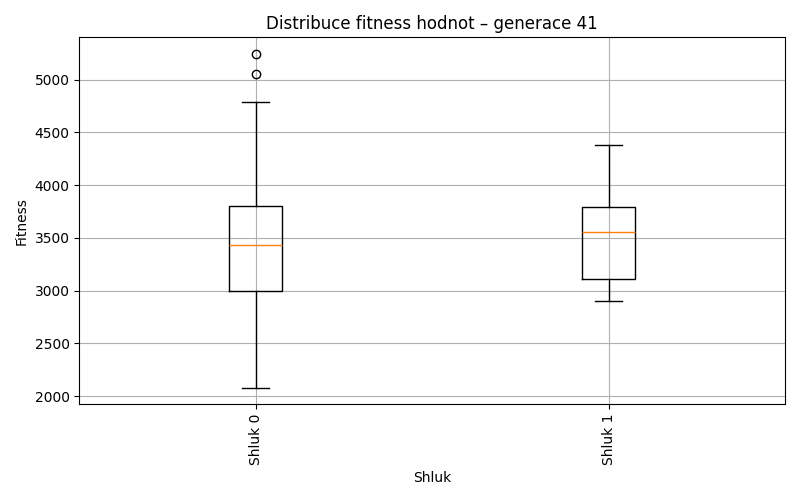 Distribuce fitness hodnot – generace 41
Fitness
5000
4500
4000
3500
3000
2500
2000
Shluk 0
Shluk 1
Shluk